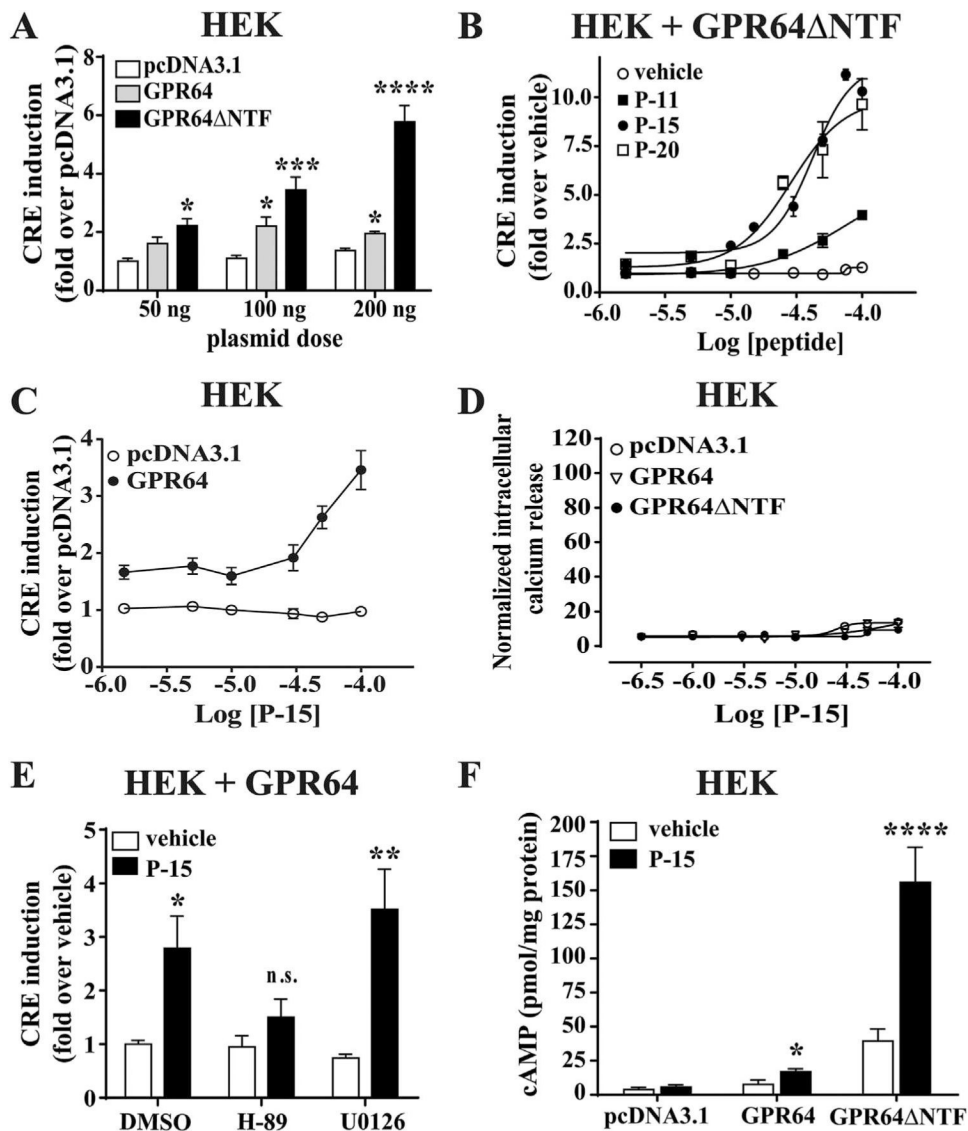 A HEK
CRE induction
(fold over pcDNA3.1)
8
6
4
2
0
pcDNA3.1
GPR64
GPR64ΔNTF
*
*
***
*
****
50 ng 100 ng 200 ng
plasmid dose
B HEK + GPR64ΔNTF
CRE induction
(fold over vehicle)
10.0
7.5
5.0
2.5
0.0
vehicle
P-11
P-15
P-20
-6.0 -5.5 -5.0 -4.5 -4.0
Log [peptide]
C HEK
CRE induction
(fold over pcDNA3.1)
4
3
2
1
0
pcDNA3.1
GPR64
-6.0 -5.5 -5.0 -4.5 -4.0
Log [P-15]
D HEK
Normalized intracellular
calcium release
120
100
80
60
40
20
0
pcDNA3.1
GPR64
GPR64ΔNTF
-6.5 -6.0 -5.5 -5.0 -4.5 -4.0
Log [P-15]
E HEK + GPR64
CRE induction
(fold over vehicle)
5
4
3
2
1
0
vehicle
P-15
*
n.s.
**
DMSO H-89 U0126
F HEK
cAMP (pmol/mg protein)
200
175
150
125
100
75
50
25
0
vehicle
P-15
*
****
pcDNA3.1 GPR64 GPR64ΔNTF